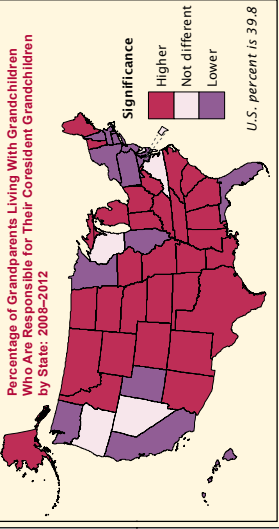 Percentage of Grandparents Living With Grandchildren
Who Are Responsible for Their Coresident Grandchildren
by State: 2008–2012
Significance
Higher
Not different
Lower
U.S. percent is 39.8